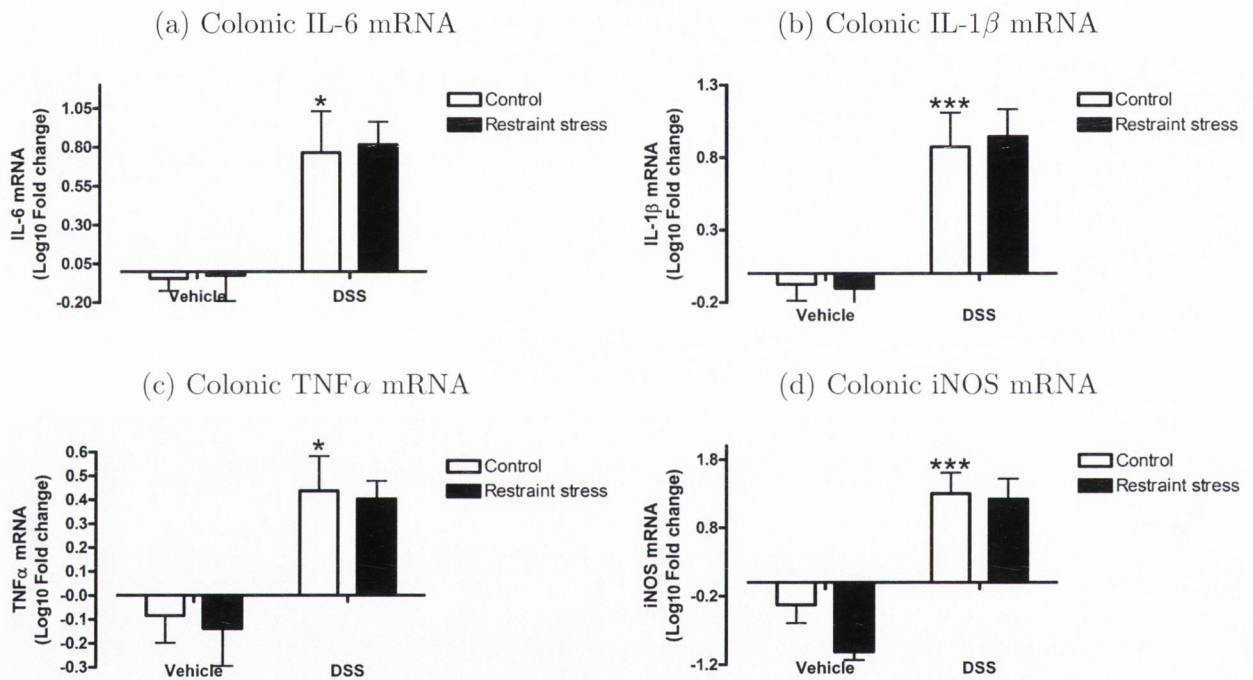 (a) Colonic IL-6 mRNA
IL-6 mRNA
(Log10 Fold change)
1.05
0.80
0.55
0.30
0.05
-0.20
*
Vehicle
DSS
Control
Restraint stress
(b) Colonic IL-1β mRNA
IL-1β mRNA
(Log10 Fold change)
1.3
0.8
0.3
-0.2
***
Vehicle
DSS
Control
Restraint stress
(c) Colonic TNFα mRNA
TNFα mRNA
(Log10 Fold change)
0.6
0.5
0.4
0.3
0.2
0.1
-0.0
-0.1
-0.2
-0.3
*
Vehicle
DSS
Control
Restraint stress
(d) Colonic iNOS mRNA
iNOS mRNA
(Log10 Fold change)
1.8
0.8
-0.2
-1.2
***
Vehicle
DSS
Control
Restraint stress